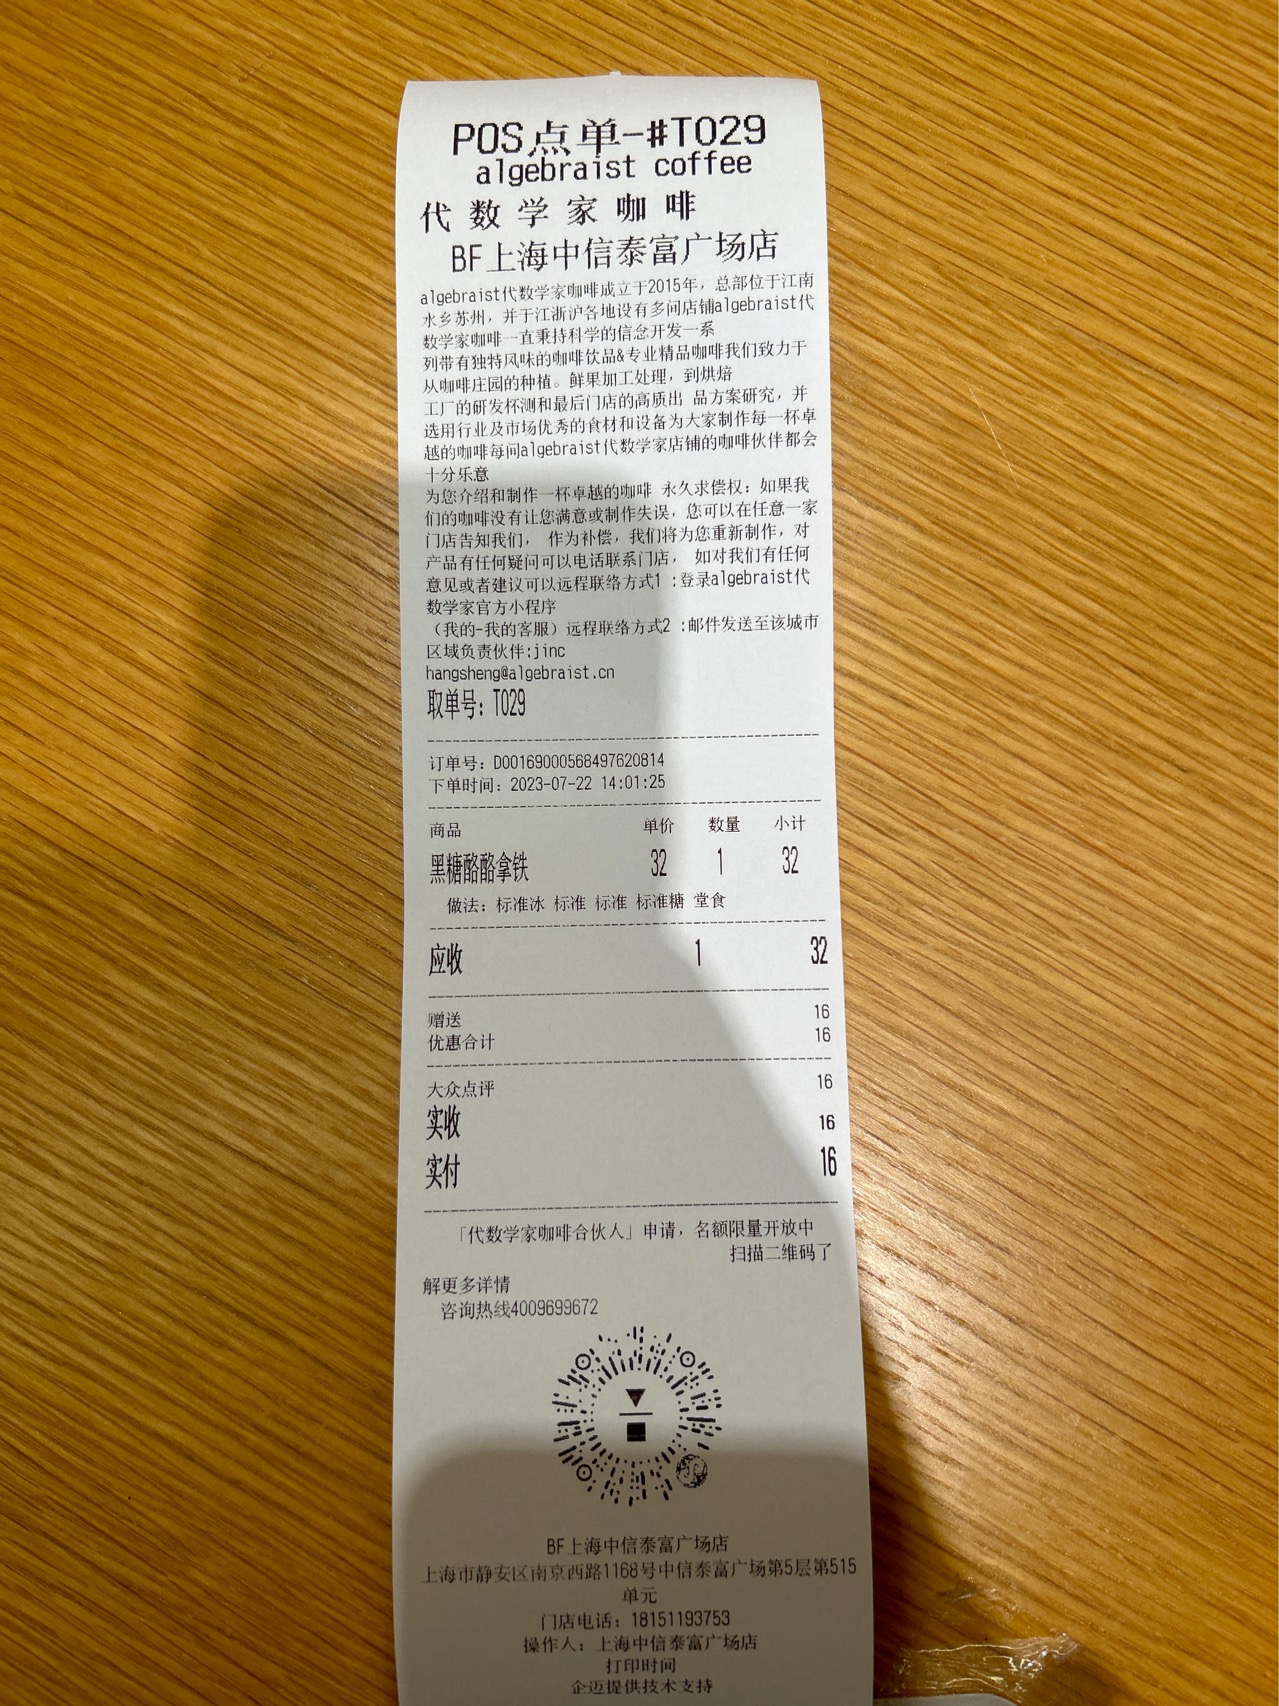 POS点单-#T029
algebraist coffee
代数学家咖啡
BF上海中信泰富广场店
algebraist代数学家咖啡成立于2015年，总部位于江南
水乡苏州，并于江浙沪各地设有多间店铺algebraist代
数学家咖啡一直秉持科学的信念开发一系
列带有独特风味的咖啡饮品&专业精品咖啡我们致力于
从咖啡庄园的种植。鲜果加工处理，到烘焙
工厂的研发杯测和最后门店的高质出 品方案研究，并
选用行业及市场优秀的食材和设备为大家制作每一杯卓
越的咖啡每间algebraist代数学家店铺的咖啡伙伴都会
十分乐意
为您介绍和制作一杯卓越的咖啡 永久求偿权：如果我
们的咖啡没有让您满意或制作失误，您可以在任意一家
门店告知我们， 作为补偿，我们将为您重新制作，对
产品有任何疑问可以电话联系门店， 如对我们有任何
意见或者建议可以远程联络方式1 :登录algebraist代
数学家官方小程序
（我的-我的客服）远程联络方式2 :邮件发送至该城市
区域负责伙伴:jinc
hangsheng@algebraist.cn
取单号：T029
订单号：D00169000568497620814
下单时间：2023-07-22 14:01:25
商品 单价 数量 小计
黑糖酪酪拿铁 32 1 32
做法：标准冰 标准 标准 标准糖 堂食
应收 1 32
赠送 16
优惠合计 16
大众点评 16
实收 16
实付 16
「代数学家咖啡合伙人」申请，名额限量开放中
扫描二维码了
解更多详情
咨询热线4009699672
BF上海中信泰富广场店
上海市静安区南京西路1168号中信泰富广场第5层第515
单元
门店电话：18151193753
操作人：上海中信泰富广场店
打印时间
企迈提供技术支持